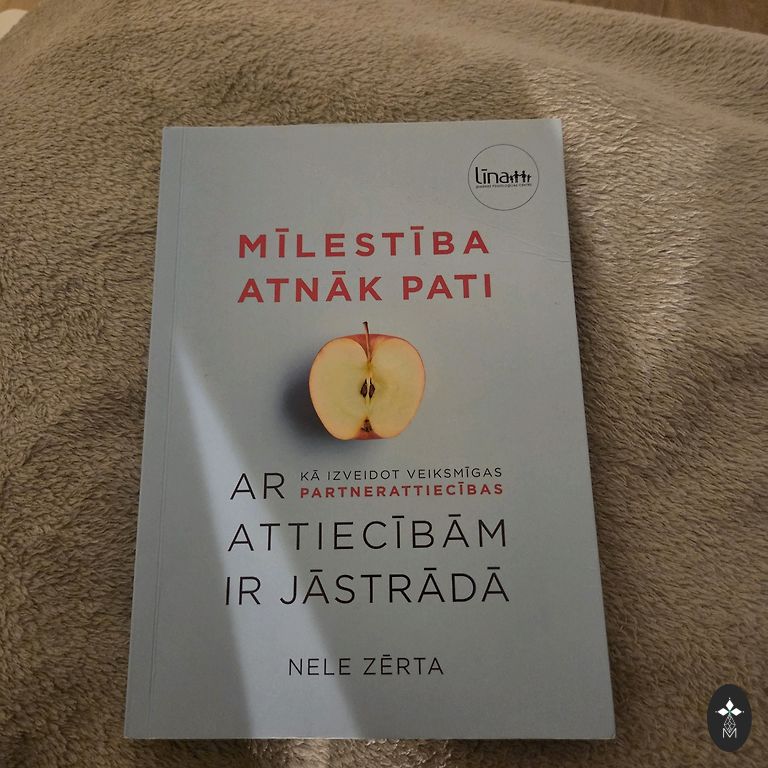 līna
MĪLESTĪBA
ATNĀK PATI
AR KĀ IZVEIDOT VEIKSMĪGAS
PARTNERATTIECĪBAS
ATTIECĪBĀM
IR JĀSTRĀDĀ
NELE ZĒRTA
M